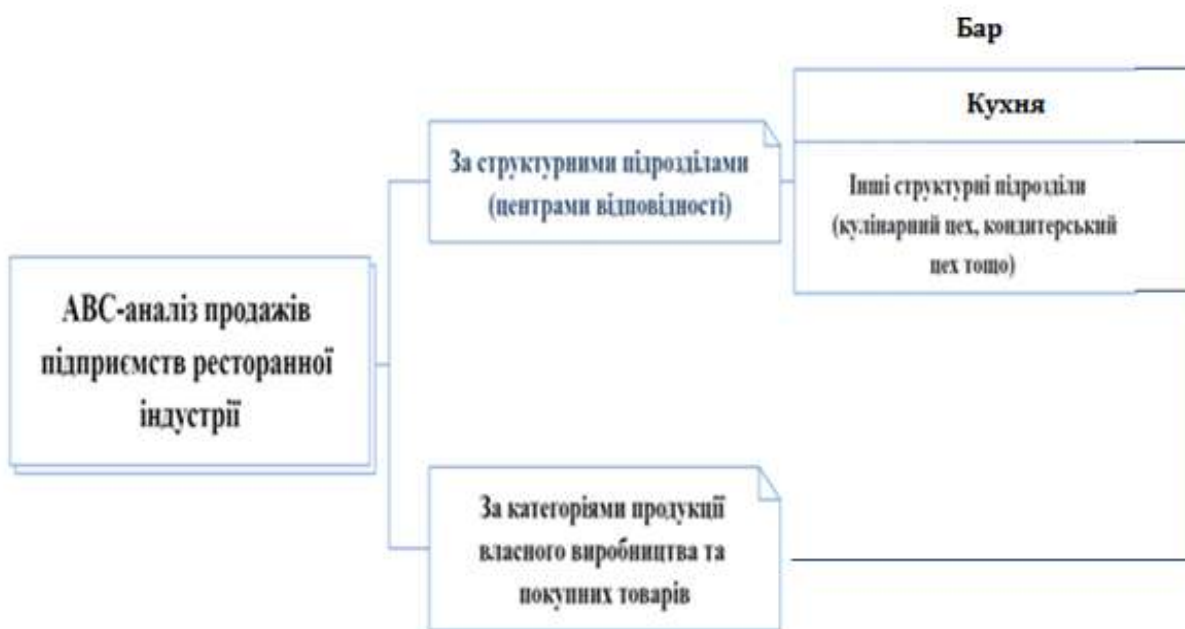 Бар
Кухня
За структурними підрозділами
(центрами відповідності)
Інші структурні підрозділи
(кулінарний цех, кондитерський
цех тощо)
АВС-аналіз продажів
підприємств ресторанної
індустрії
За категоріями продукції
власного виробництва та
покупних товарів